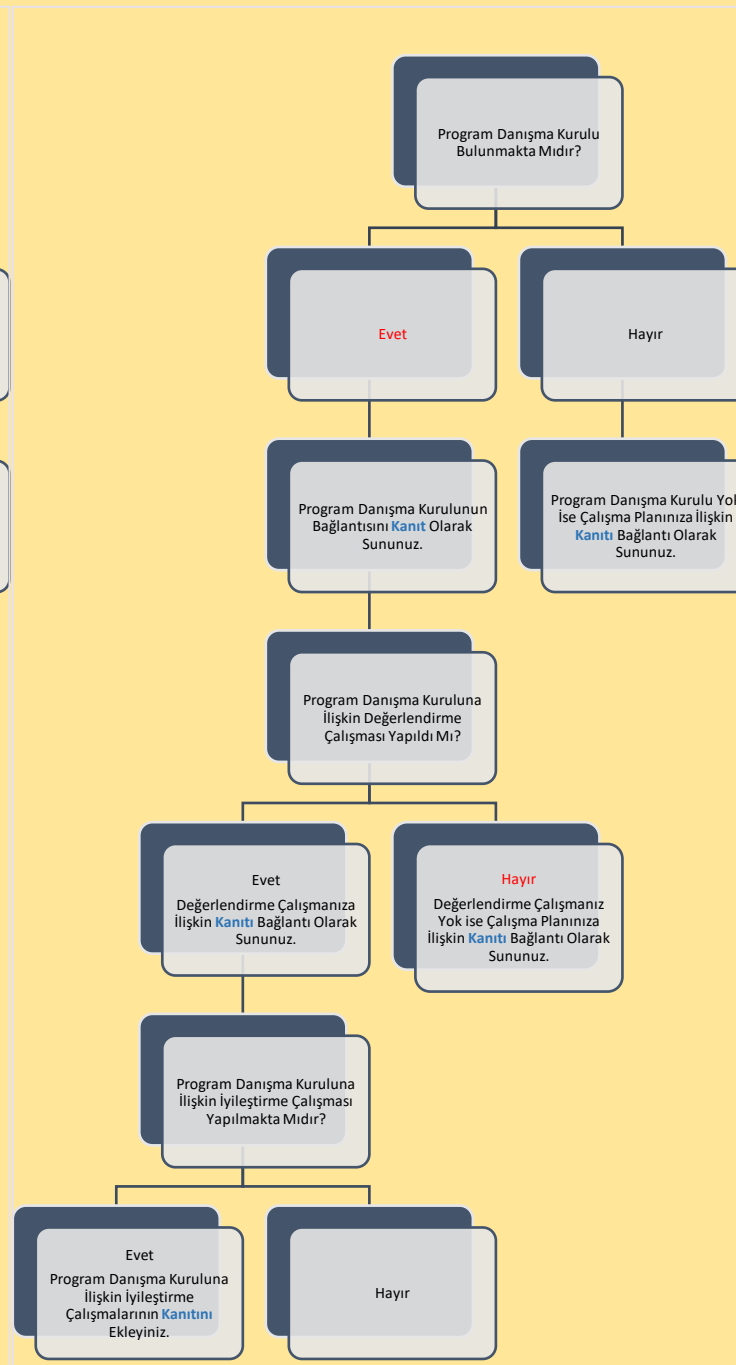 Program Danışma Kurulu
Bulunmakta Mıdır?
Evet
Hayır
Program Danışma Kurulunun
Bağlantısını Kanıt Olarak
Sununuz.
Program Danışma Kurulu Yok
İse Çalışma Planınıza İlişkin
Kanıtı Bağlantı Olarak
Sununuz.
Program Danışma Kuruluna
İlişkin Değerlendirme
Çalışması Yapıldı Mı?
Evet
Değerlendirme Çalışmanıza
İlişkin Kanıtı Bağlantı Olarak
Sununuz.
Hayır
Değerlendirme Çalışmanız
Yok ise Çalışma Planınıza
İlişkin Kanıtı Bağlantı Olarak
Sununuz.
Program Danışma Kuruluna
İlişkin İyileştirme Çalışması
Yapılmakta Mıdır?
Evet
Program Danışma Kuruluna
İlişkin İyileştirme
Çalışmalarının Kanıtını
Ekleyiniz.
Hayır